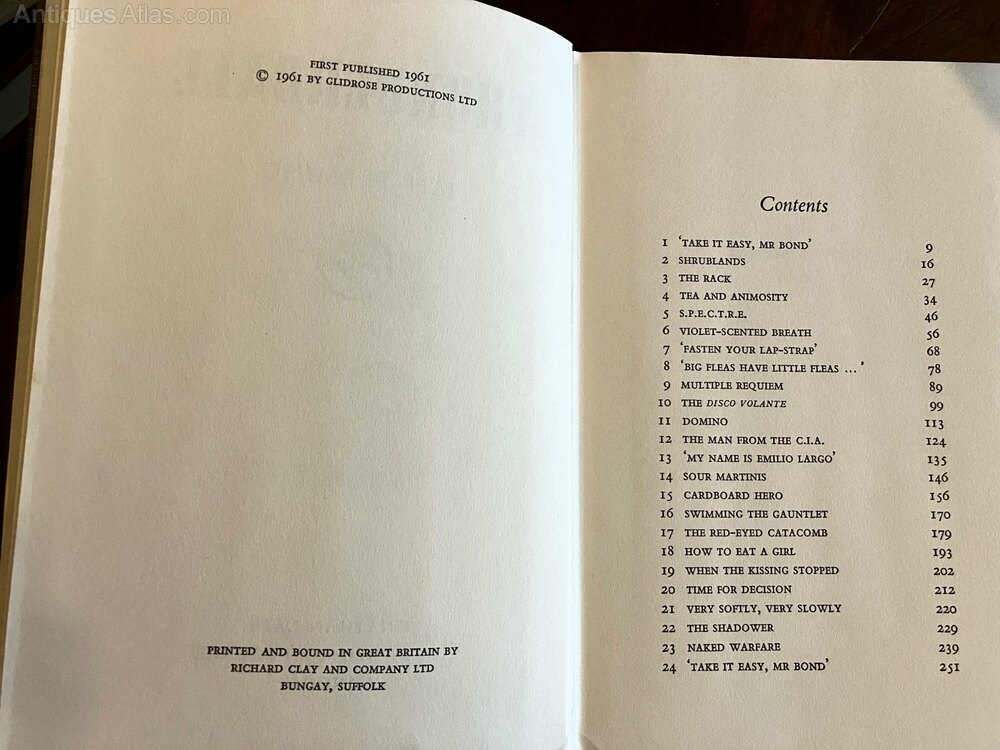 AntiquesAtlas.com
FIRST PUBLISHED 1961
© 1961 BY GLIDROSE PRODUCTIONS LTD
PRINTED AND BOUND IN GREAT BRITAIN BY
RICHARD CLAY AND COMPANY LTD
BUNGAY, SUFFOLK
Contents
1 ‘TAKE IT EASY, MR BOND’ 9
2 SHRUBLANDS 16
3 THE RACK 27
4 TEA AND ANIMOSITY 34
5 S.P.E.C.T.R.E. 46
6 VIOLET-SCENTED BREATH 56
7 ‘FASTEN YOUR LAP-STRAP’ 68
8 ‘BIG FLEAS HAVE LITTLE FLEAS ...’ 78
9 MULTIPLE REQUIEM 89
10 THE DISCO VOLANTE 99
11 DOMINO 113
12 THE MAN FROM THE C.I.A. 124
13 ‘MY NAME IS EMILIO LARGO’ 135
14 SOUR MARTINIS 146
15 CARDBOARD HERO 156
16 SWIMMING THE GAUNTLET 170
17 THE RED-EYED CATACOMB 179
18 HOW TO EAT A GIRL 193
19 WHEN THE KISSING STOPPED 202
20 TIME FOR DECISION 212
21 VERY SOFTLY, VERY SLOWLY 220
22 THE SHADOWER 229
23 NAKED WARFARE 239
24 ‘TAKE IT EASY, MR BOND’ 251